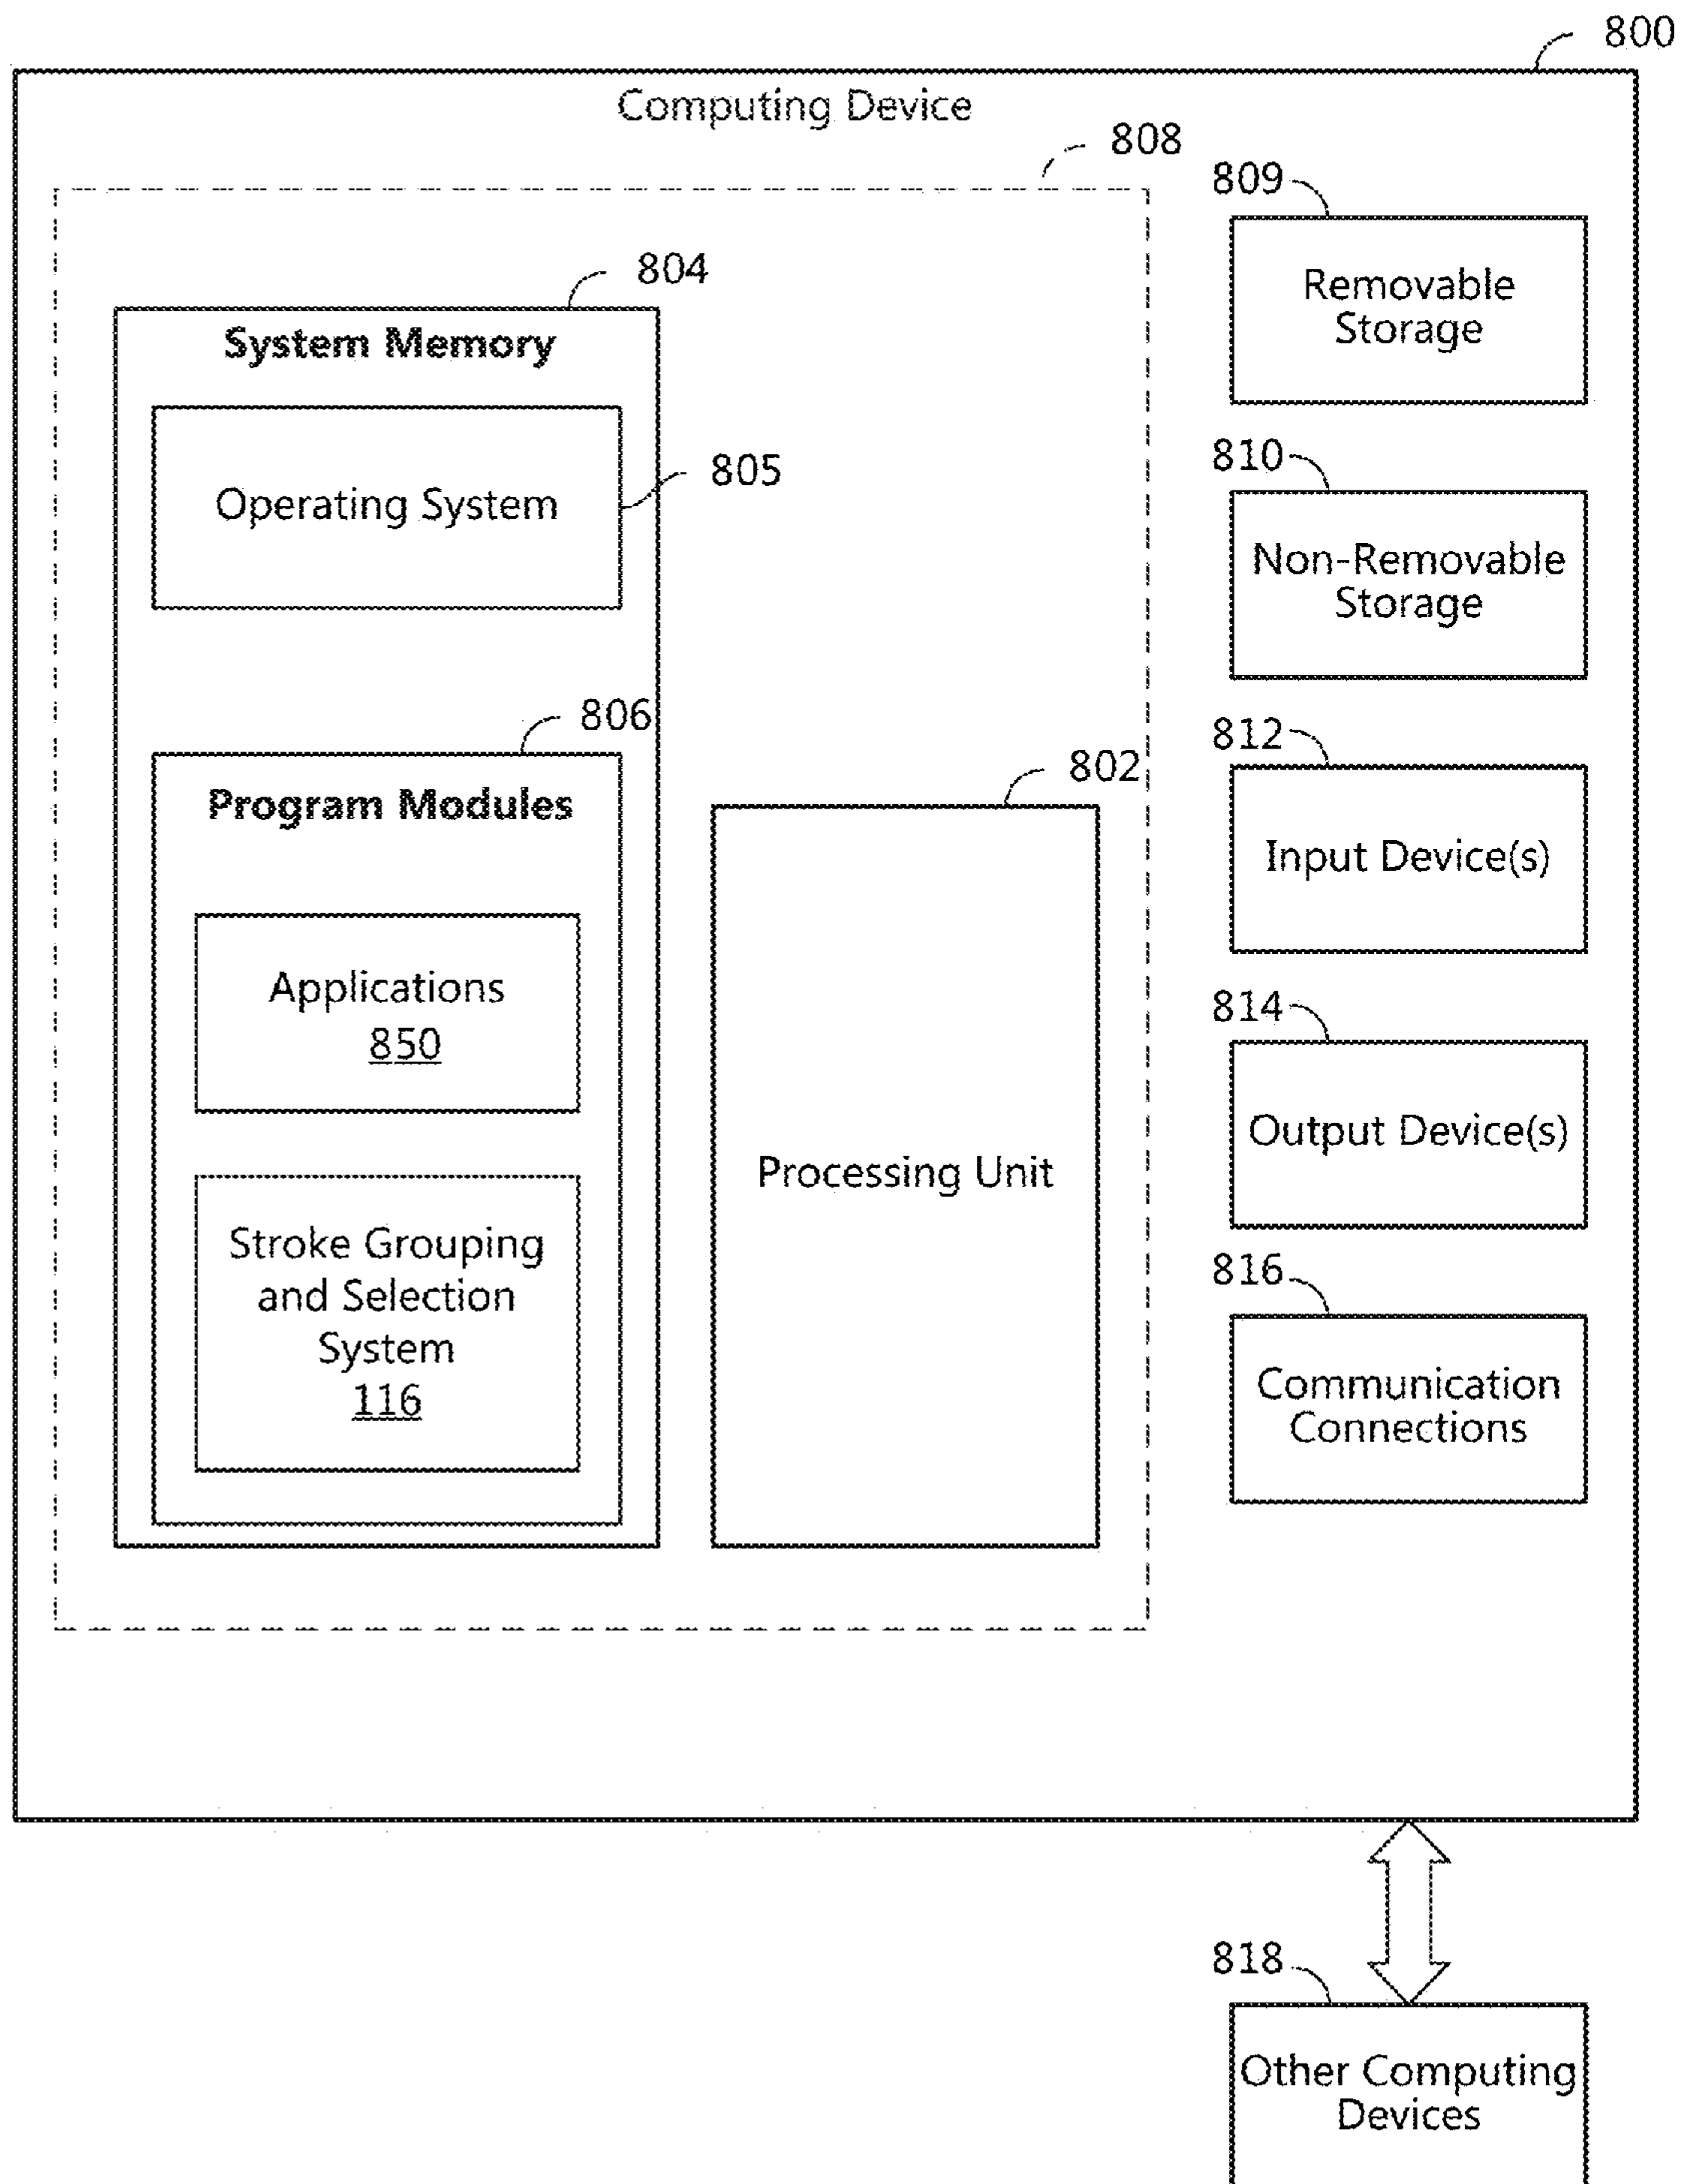 800
Computing Device
808
809
Removable
Storage
804
System Memory
Operating System
805
810
Non-Removable
Storage
806
Program Modules
802
812
Input Device(s)
Applications
850
814
Output Device(s)
Processing Unit
Stroke Grouping
and Selection
System
116
816
Communication
Connections
818
Other Computing
Devices